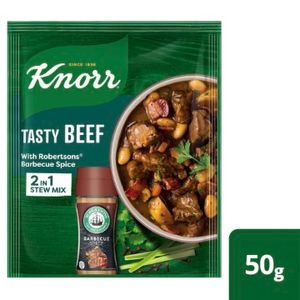 SINCE 1838
Knorr
TASTY BEEF
With Robertsons®
Barbecue Spice
2 IN 1
STEW MIX
BARBECUE
50g